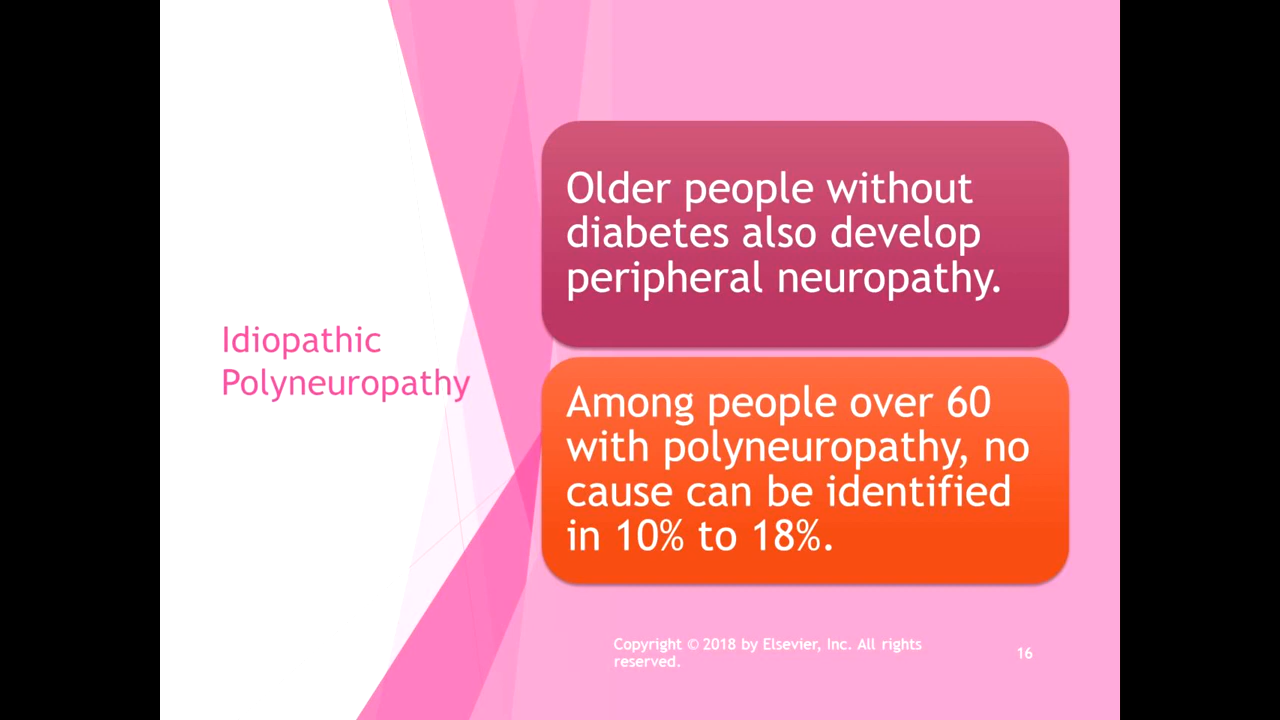 Idiopathic
Polyneuropathy
Older people without
diabetes also develop
peripheral neuropathy.
Among people over 60
with polyneuropathy, no
cause can be identified
in 10% to 18%.
Copyright © 2018 by Elsevier, Inc. All rights
reserved.
16